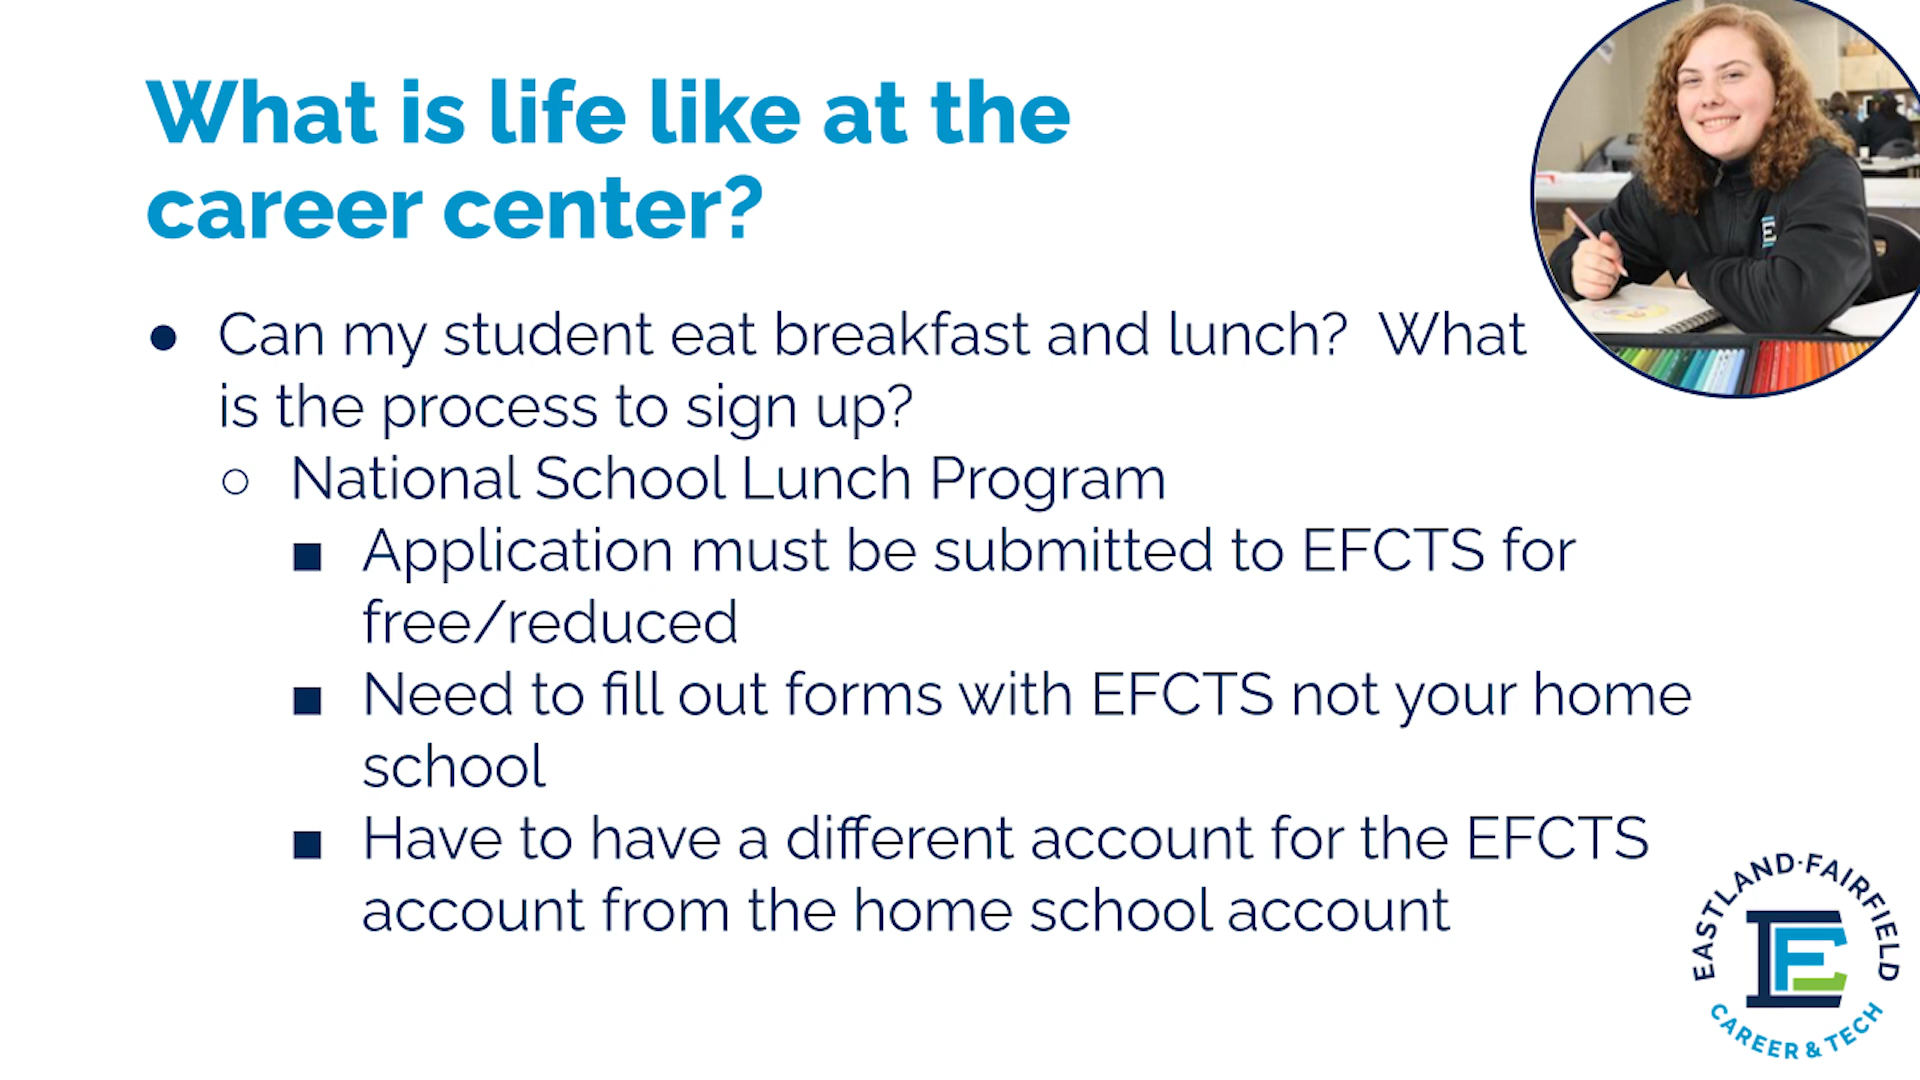 What is life like at the
career center?
● Can my student eat breakfast and lunch?  What
is the process to sign up?
○ National School Lunch Program
■ Application must be submitted to EFCTS for
free/reduced
■ Need to fill out forms with EFCTS not your home
school
■ Have to have a different account for the EFCTS
account from the home school account
EASTLAND·FAIRFIELD
EF
CAREER & TECH